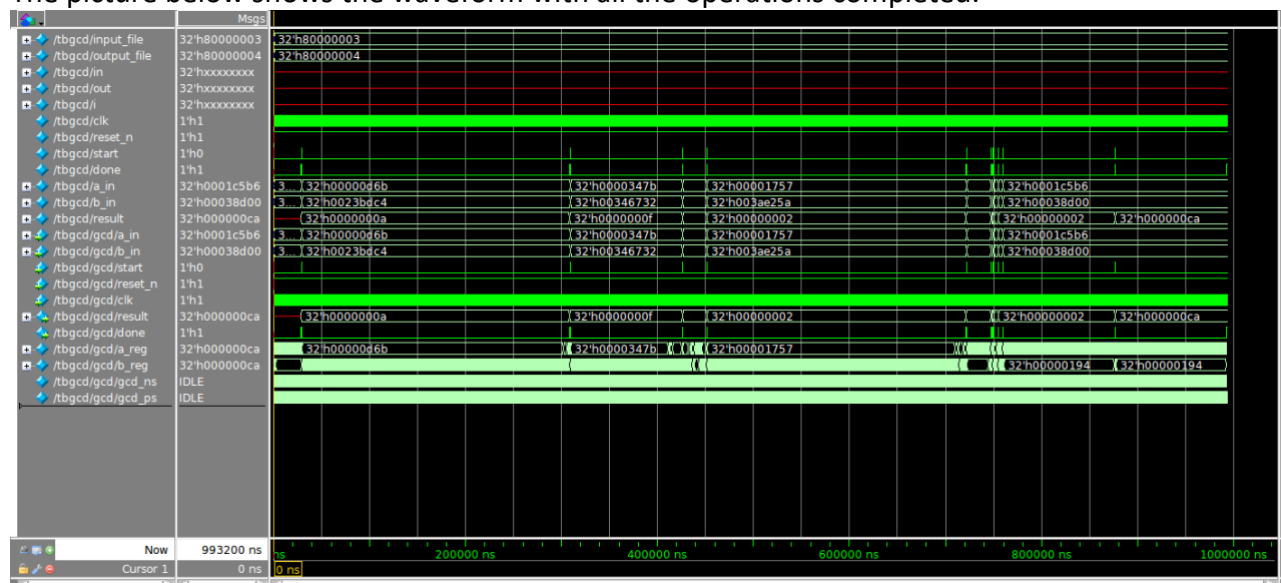 The picture below shows the waveform with all the operations completed.
Msgs
/tbgcd/input_file 32'h80000003 32'h80000003
/tbgcd/output_file 32'h80000004 32'h80000004
/tbgcd/in 32'hxxxxxxxx
/tbgcd/out 32'hxxxxxxxx
/tbgcd/i 32'hxxxxxxxx
/tbgcd/clk 1'h1
/tbgcd/reset_n 1'h1
/tbgcd/start 1'h0
/tbgcd/done 1'h1
/tbgcd/a_in 32'h0001c5b6 3... 32'h00000d6b 32'h0000347b 32'h00001757 32'h0001c5b6
/tbgcd/b_in 32'h00038d00 3... 32'h0023bdc4 32'h00346732 32'h003ae25a 32'h00038d00
/tbgcd/result 32'h000000ca 32'h0000000a 32'h0000000f 32'h00000002 32'h00000002 32'h000000ca
/tbgcd/gcd/a_in 32'h0001c5b6 3... 32'h00000d6b 32'h0000347b 32'h00001757 32'h0001c5b6
/tbgcd/gcd/b_in 32'h00038d00 3... 32'h0023bdc4 32'h00346732 32'h003ae25a 32'h00038d00
/tbgcd/gcd/start 1'h0
/tbgcd/gcd/reset_n 1'h1
/tbgcd/gcd/clk 1'h1
/tbgcd/gcd/result 32'h000000ca 32'h0000000a 32'h0000000f 32'h00000002 32'h00000002 32'h000000ca
/tbgcd/gcd/done 1'h1
/tbgcd/gcd/a_reg 32'h000000ca 32'h00000d6b 32'h0000347b 32'h00001757
/tbgcd/gcd/b_reg 32'h000000ca 32'h00000194 32'h00000194
/tbgcd/gcd/gcd_ns IDLE
/tbgcd/gcd/gcd_ps IDLE
Now 993200 ns ns 200000 ns 400000 ns 600000 ns 800000 ns 1000000 ns
Cursor 1 0 ns 0 ns